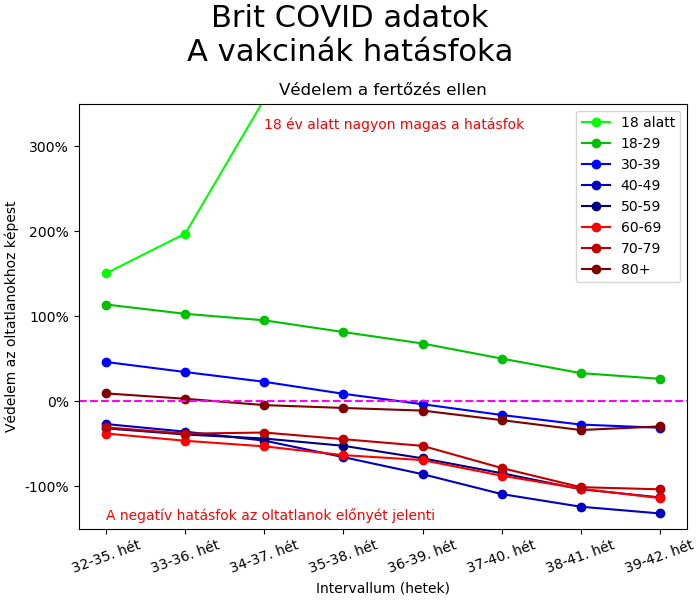 Brit COVID adatok
A vakcinák hatásfoka
Védelem a fertőzés ellen
Védelem az oltatlanokhoz képest
300%
200%
100%
0%
-100%
18 év alatt nagyon magas a hatásfok
18 alatt
18-29
30-39
40-49
50-59
60-69
70-79
80+
A negatív hatásfok az oltatlanok előnyét jelenti
32-35. hét
33-36. hét
34-37. hét
35-38. hét
36-39. hét
37-40. hét
38-41. hét
39-42. hét
Intervallum (hetek)